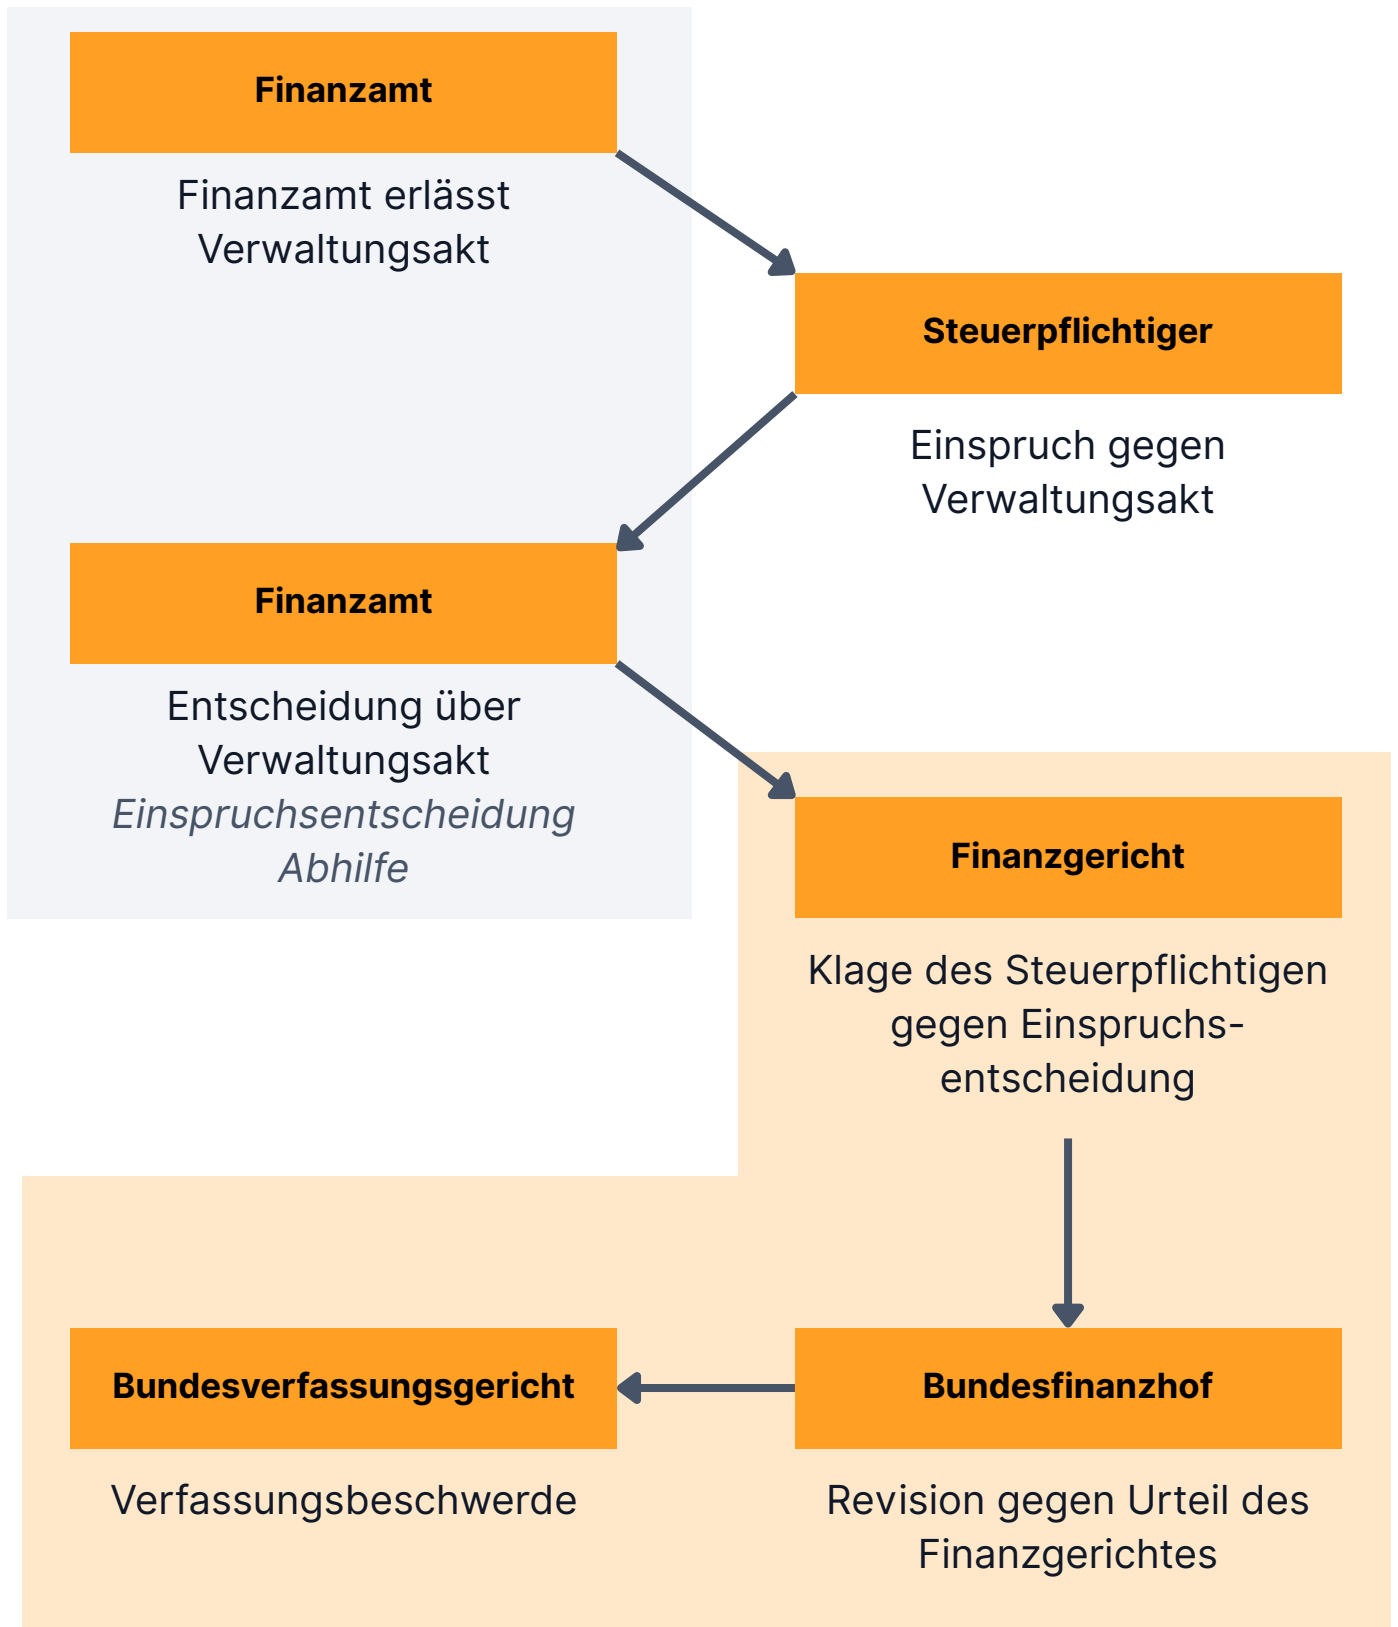 Finanzamt
Finanzamt erlässt
Verwaltungsakt
Steuerpflichtiger
Einspruch gegen
Verwaltungsakt
Finanzamt
Entscheidung über
Verwaltungsakt
Einspruchsentscheidung
Abhilfe
Finanzgericht
Klage des Steuerpflichtigen
gegen Einspruchs-
entscheidung
Bundesfinanzhof
Revision gegen Urteil des
Finanzgerichtes
Bundesverfassungsgericht
Verfassungsbeschwerde